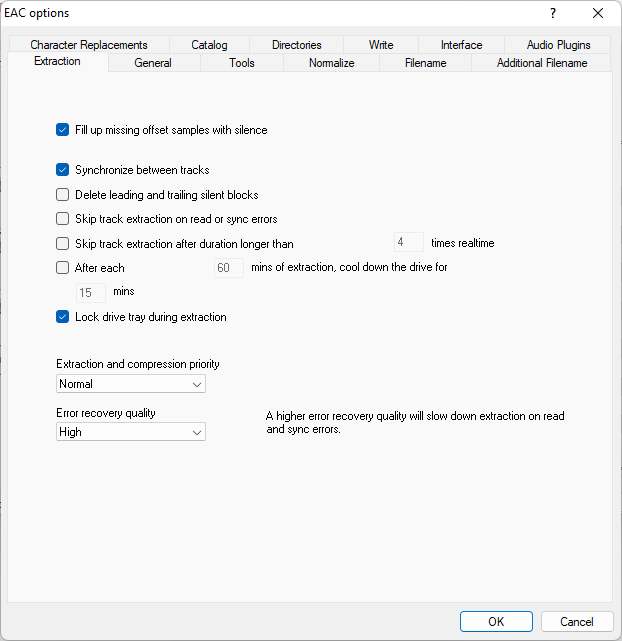 EAC options
?
Character Replacements Catalog Directories Write Interface Audio Plugins
Extraction General Tools Normalize Filename Additional Filename
Fill up missing offset samples with silence
Synchronize between tracks
Delete leading and trailing silent blocks
Skip track extraction on read or sync errors
Skip track extraction after duration longer than 4 times realtime
After each 60 mins of extraction, cool down the drive for
15 mins
Lock drive tray during extraction
Extraction and compression priority
Normal
Error recovery quality
High
A higher error recovery quality will slow down extraction on read
and sync errors.
OK Cancel